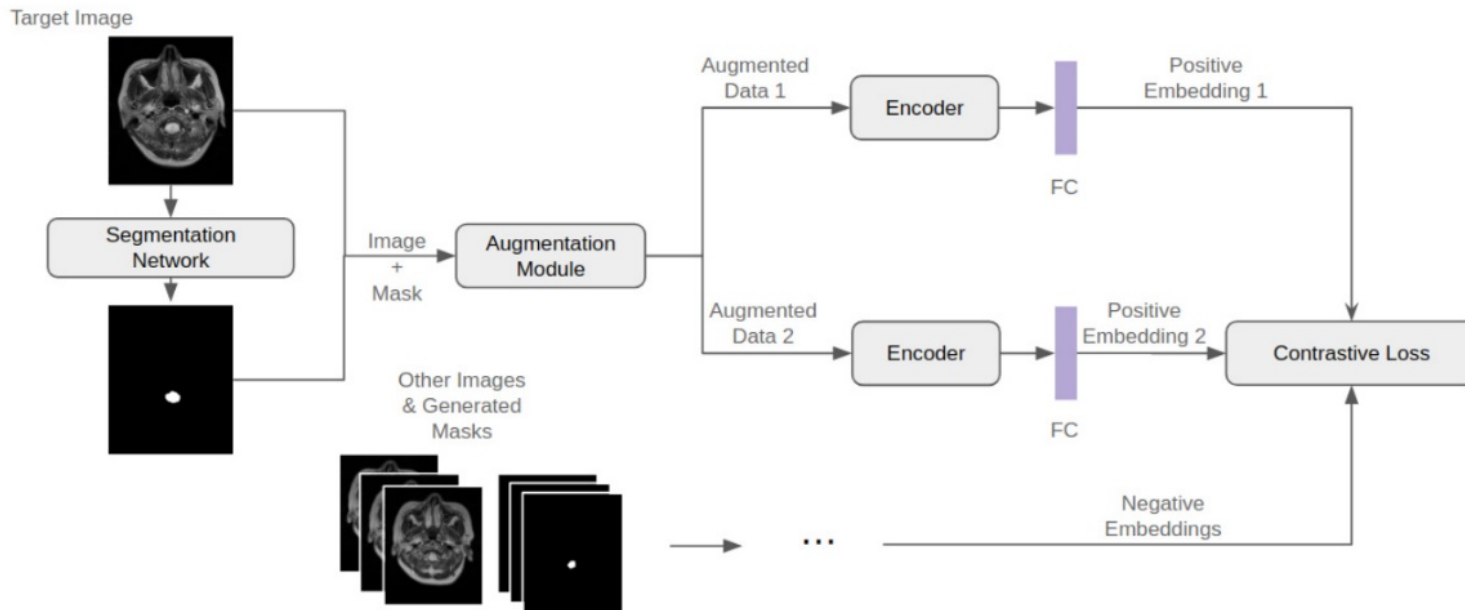 Target Image
Segmentation
Network
Image
+
Mask
Augmentation
Module
Augmented
Data 1
Encoder
FC
Positive
Embedding 1
Augmented
Data 2
Encoder
FC
Positive
Embedding 2
Contrastive Loss
Other Images
& Generated
Masks
...
Negative
Embeddings